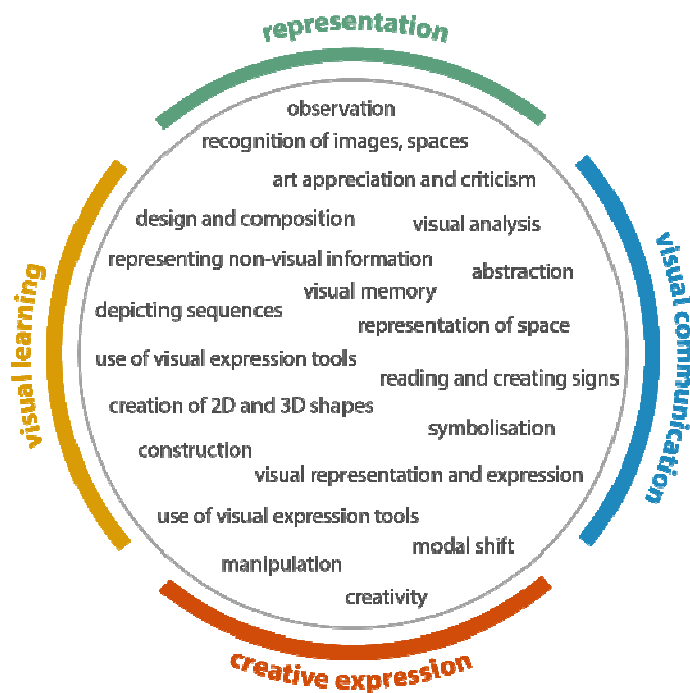 representation
observation
recognition of images, spaces
art appreciation and criticism
design and composition
visual analysis
representing non-visual information
abstraction
visual memory
depicting sequences
representation of space
use of visual expression tools
reading and creating signs
creation of 2D and 3D shapes
symbolisation
construction
visual representation and expression
use of visual expression tools
modal shift
manipulation
creativity
visual learning
visual communication
creative expression